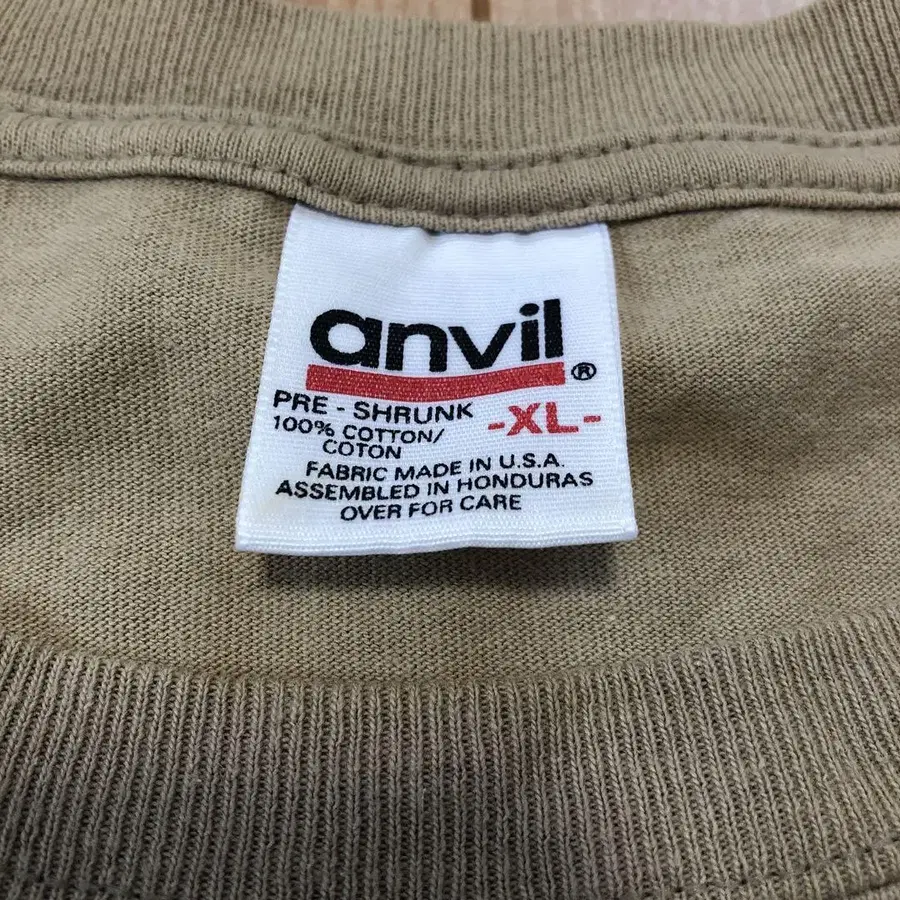 anvil®
PRE - SHRUNK
-XL-
100% COTTON/
COTON
FABRIC MADE IN U.S.A.
ASSEMBLED IN HONDURAS
OVER FOR CARE